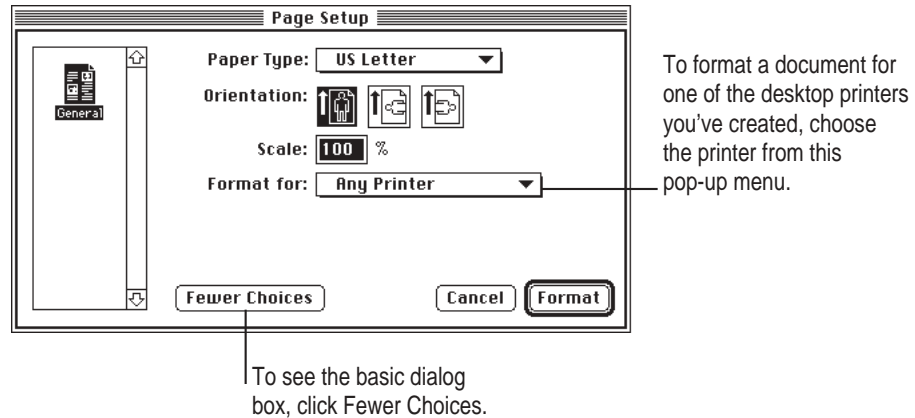 Page Setup
General
Paper Type: US Letter
Orientation:
Scale: 100 %
Format for: Any Printer
Fewer Choices
Cancel
Format
To format a document for
one of the desktop printers
you've created, choose
the printer from this
pop-up menu.
To see the basic dialog
box, click Fewer Choices.